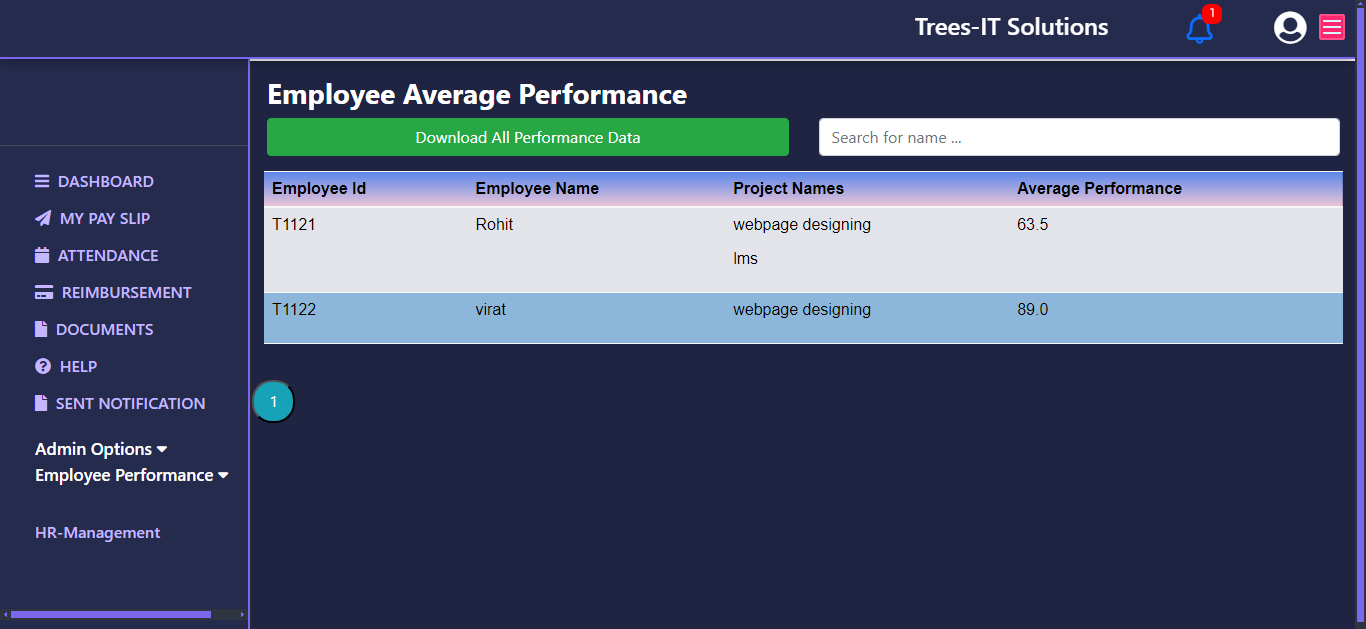 Trees-IT Solutions
1
Employee Average Performance
Download All Performance Data
Search for name ...
DASHBOARD
MY PAY SLIP
ATTENDANCE
REIMBURSEMENT
DOCUMENTS
HELP
SENT NOTIFICATION
Admin Options
Employee Performance
HR-Management
Employee Id Employee Name Project Names Average Performance
T1121 Rohit webpage designing 63.5
lms
T1122 virat webpage designing 89.0
1